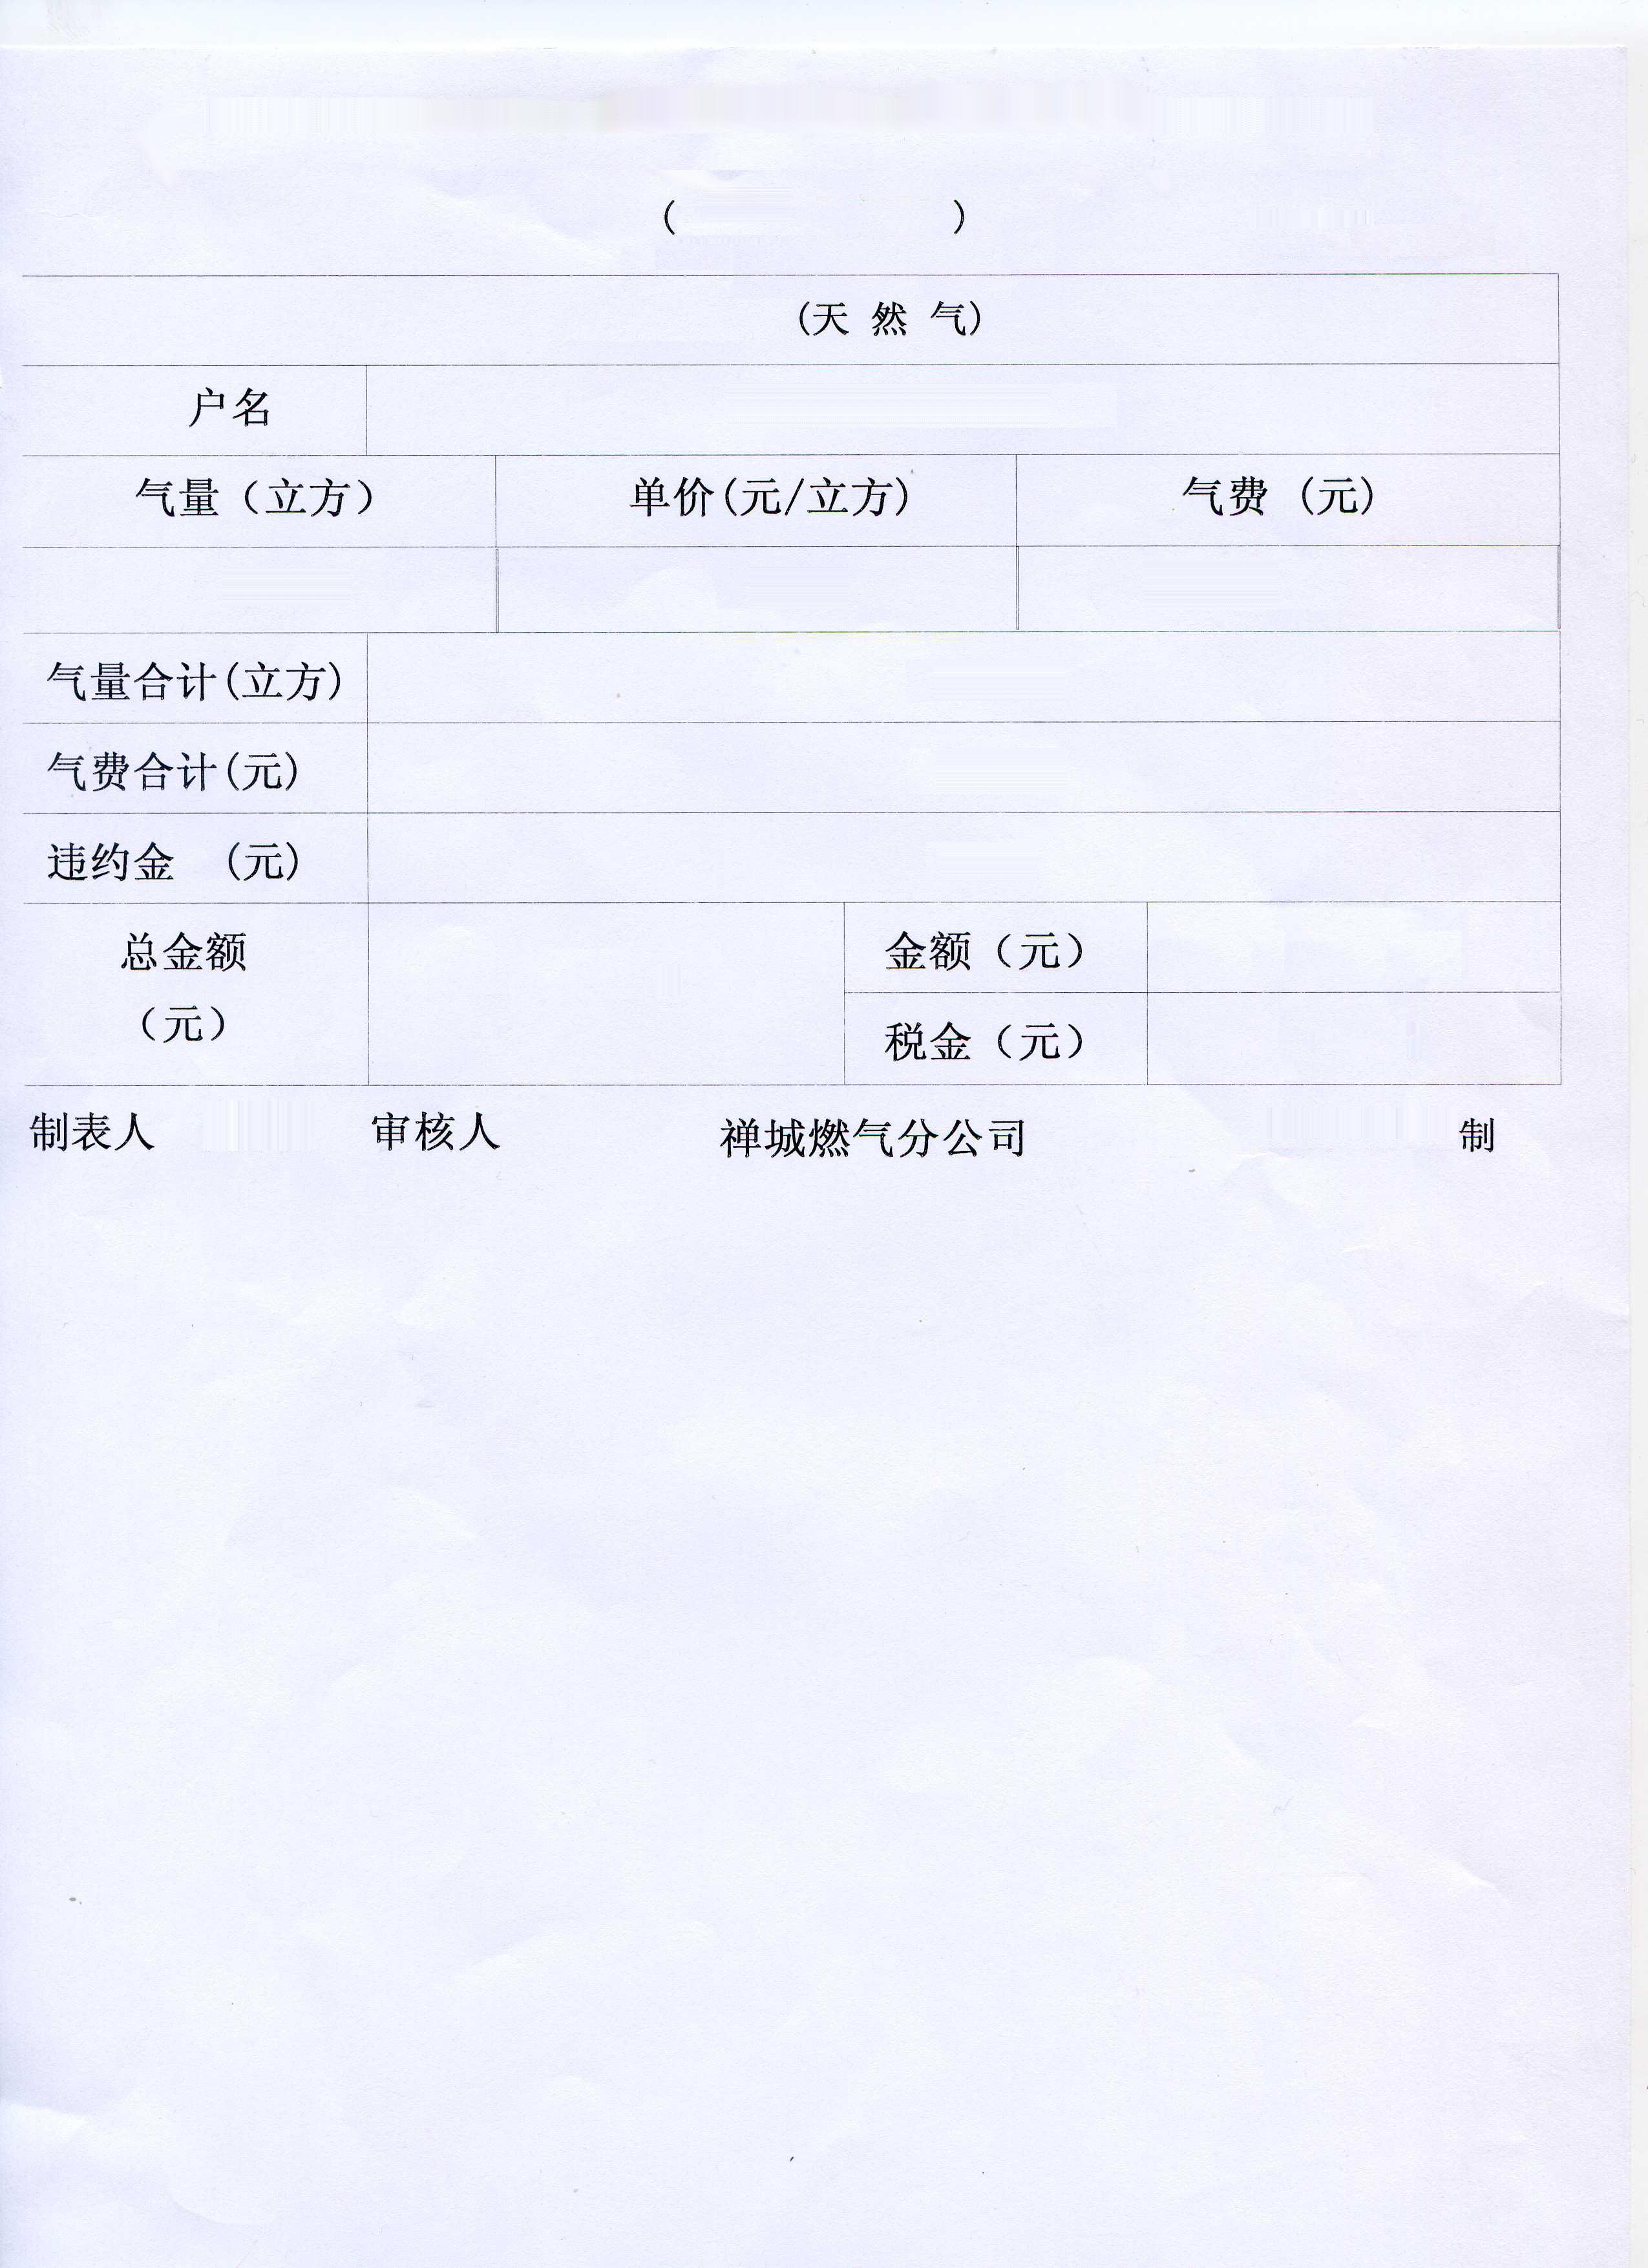 （ ）
(天 然 气)
户名
气量（立方） 单价(元/立方) 气费 (元)
气量合计(立方)
气费合计(元)
违约金 (元)
总金额 金额（元）
（元） 税金（元）
制表人 审核人 禅城燃气分公司 制